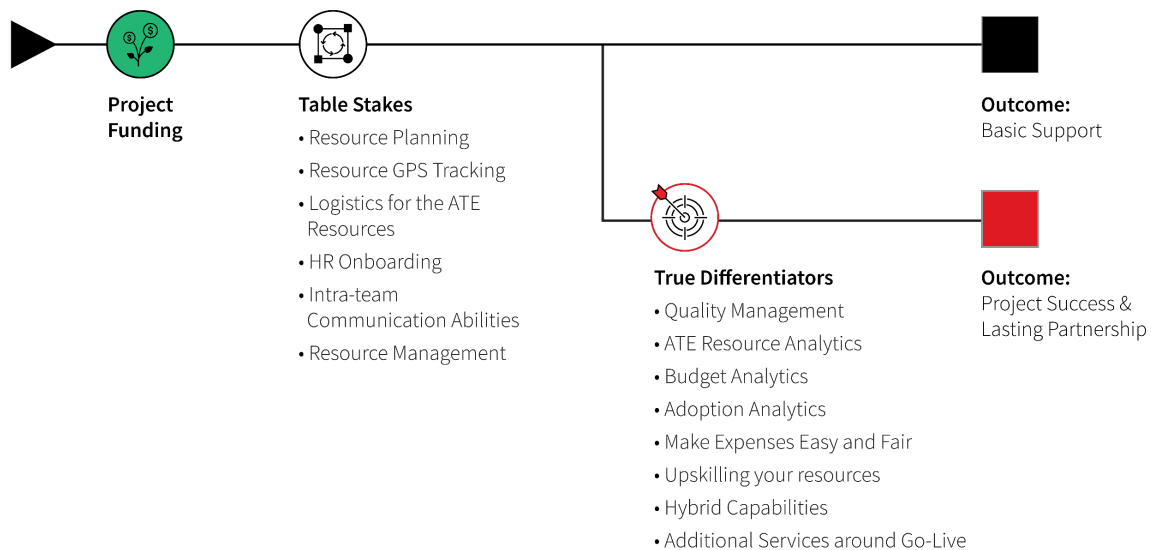 $ $
Project
Funding
Table Stakes
• Resource Planning
• Resource GPS Tracking
• Logistics for the ATE
Resources
• HR Onboarding
• Intra-team
Communication Abilities
• Resource Management
True Differentiators
• Quality Management
• ATE Resource Analytics
• Budget Analytics
• Adoption Analytics
• Make Expenses Easy and Fair
• Upskilling your resources
• Hybrid Capabilities
• Additional Services around Go-Live
Outcome:
Basic Support
Outcome:
Project Success &
Lasting Partnership